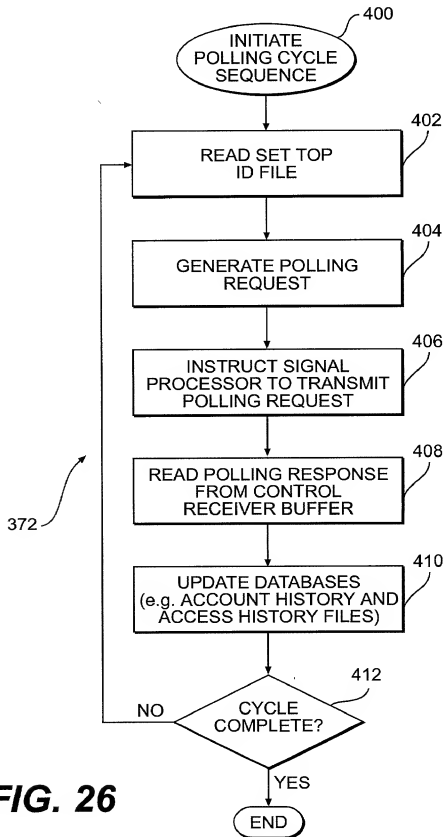 INITIATE
POLLING CYCLE
SEQUENCE
400
READ SET TOP
ID FILE
402
GENERATE POLLING
REQUEST
404
INSTRUCT SIGNAL
PROCESSOR TO TRANSMIT
POLLING REQUEST
406
READ POLLING RESPONSE
FROM CONTROL
RECEIVER BUFFER
408
372
UPDATE DATABASES
(e.g. ACCOUNT HISTORY AND
ACCESS HISTORY FILES)
410
CYCLE
COMPLETE?
412
NO
YES
END
FIG. 26